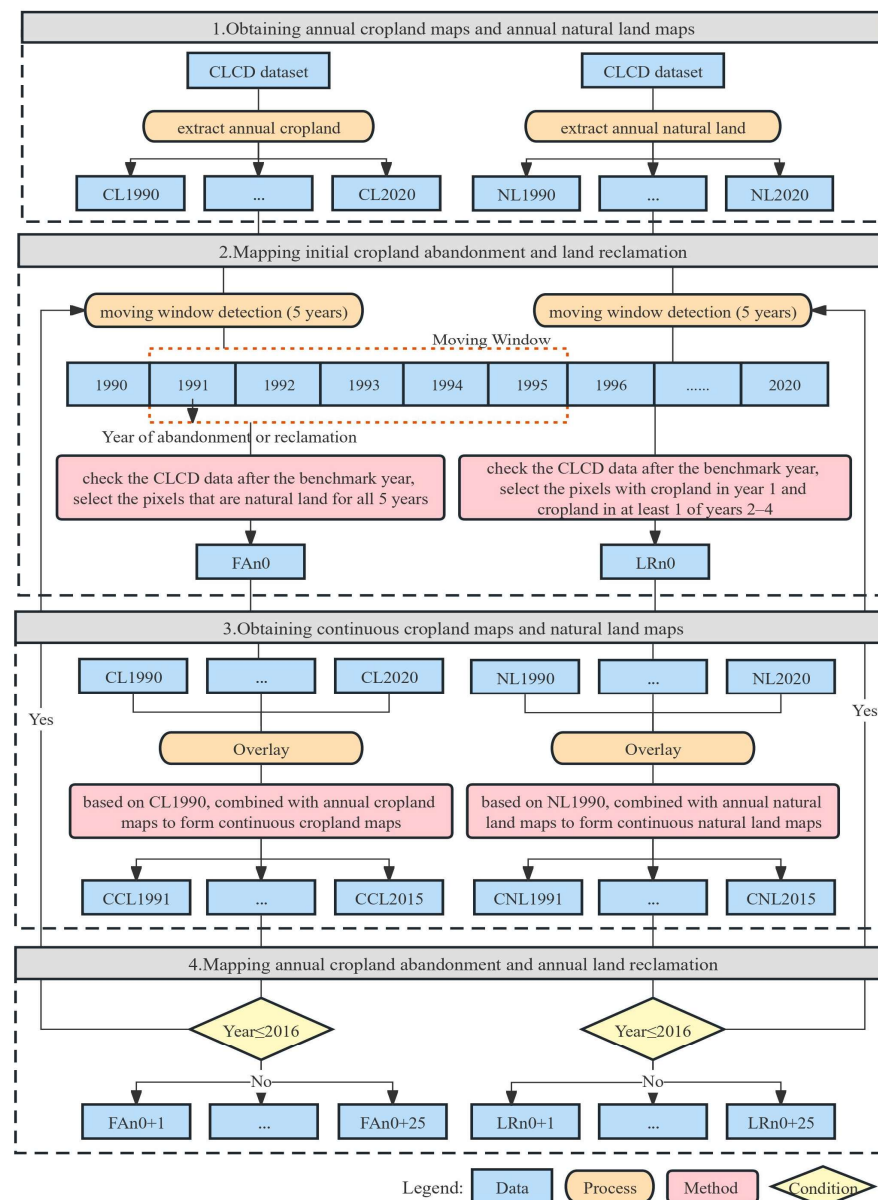 1.Obtaining annual cropland maps and annual natural land maps
CLCD dataset
CLCD dataset
extract annual cropland
extract annual natural land
CL1990
...
CL2020
NL1990
...
NL2020
2.Mapping initial cropland abandonment and land reclamation
moving window detection (5 years)
moving window detection (5 years)
Moving Window
1990
1991
1992
1993
1994
1995
1996
......
2020
Year of abandonment or reclamation
check the CLCD data after the benchmark year,
select the pixels that are natural land for all 5 years
check the CLCD data after the benchmark year,
select the pixels with cropland in year 1 and
cropland in at least 1 of years 2–4
FAn0
LRn0
3.Obtaining continuous cropland maps and natural land maps
CL1990
...
CL2020
NL1990
...
NL2020
Yes
Yes
Overlay
Overlay
based on CL1990, combined with annual cropland
maps to form continuous cropland maps
based on NL1990, combined with annual natural
land maps to form continuous natural land maps
CCL1991
...
CCL2015
CNL1991
...
CNL2015
4.Mapping annual cropland abandonment and annual land reclamation
Year≤2016
Year≤2016
No
No
FAn0+1
...
FAn0+25
LRn0+1
...
LRn0+25
Legend:
Data
Process
Method
Condition